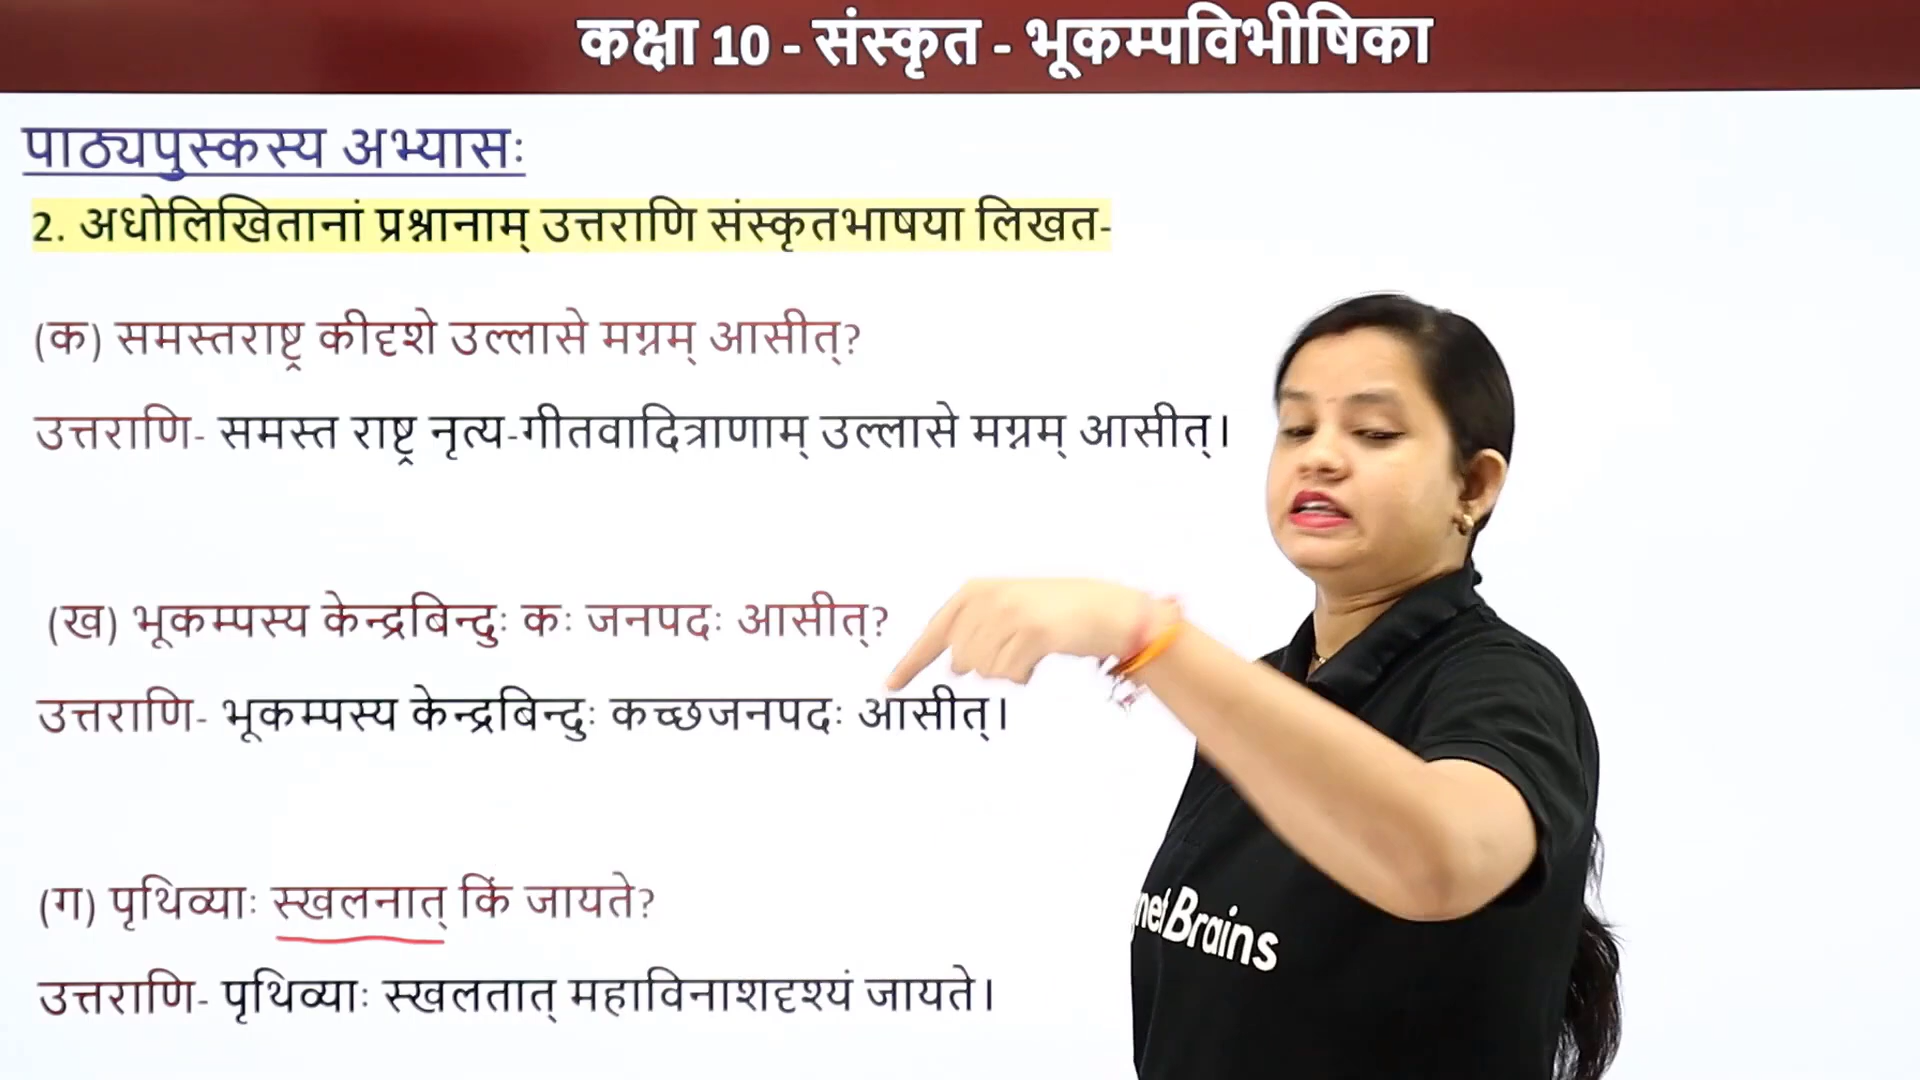 कक्षा 10 - संस्कृत - भूकम्पविभीषिका
पाठ्यपुस्कस्य अभ्यासः
2. अधोलिखितानां प्रश्नानाम् उत्तराणि संस्कृतभाषया लिखत-
(क) समस्तराष्ट्र कीदृशे उल्लासे मग्नम् आसीत्?
उत्तराणि- समस्त राष्ट्र नृत्य-गीतवादित्राणाम् उल्लासे मग्नम् आसीत्।
(ख) भूकम्पस्य केन्द्रबिन्दुः कः जनपदः आसीत्?
उत्तराणि- भूकम्पस्य केन्द्रबिन्दुः कच्छजनपदः आसीत्।
(ग) पृथिव्याः स्खलनात् किं जायते?
उत्तराणि- पृथिव्याः स्खलतात् महाविनाशदृश्यं जायते।
Brains